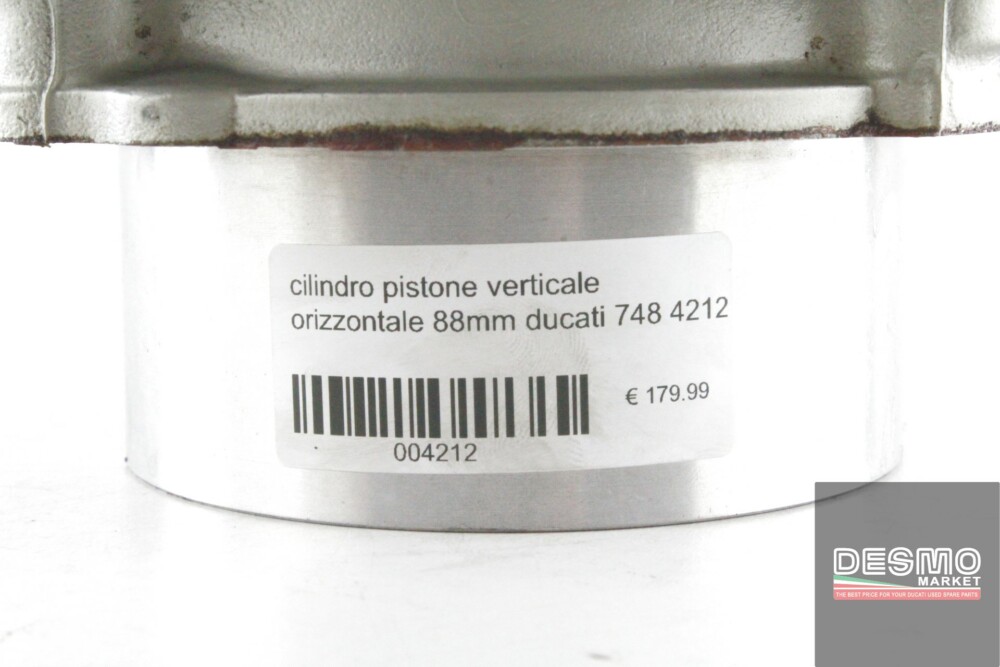 cilindro pistone verticale
orizzontale 88mm ducati 748 4212
€ 179.99
004212
DESMO
MARKET
THE BEST PRICE FOR YOUR DUCATI USED SPARE PARTS